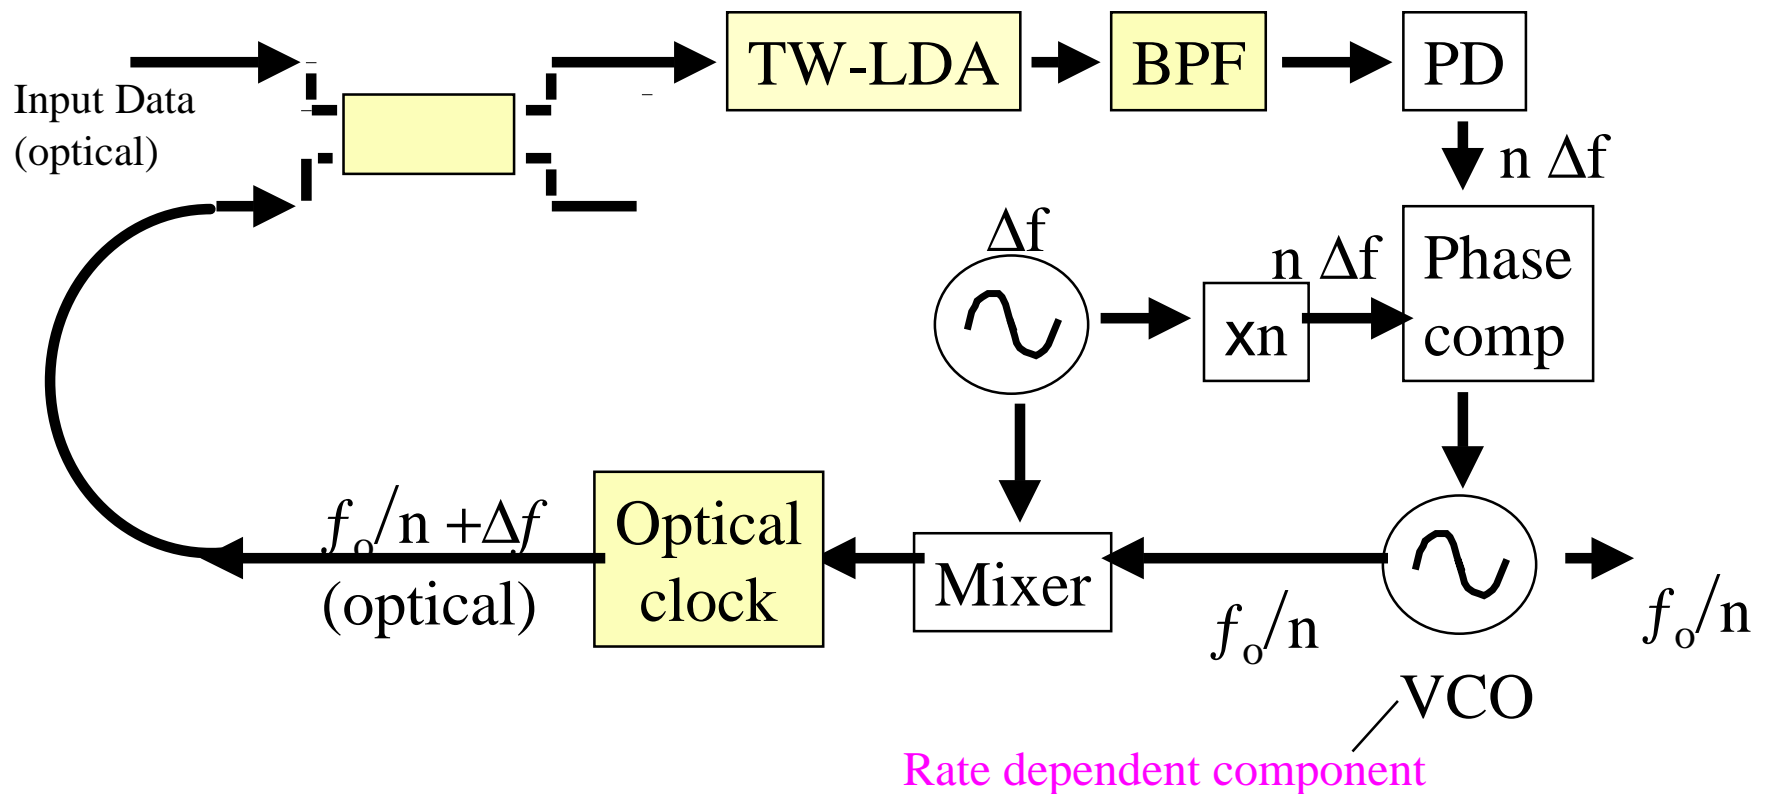 TW-LDA
BPF
PD
Input Data
(optical)
n Δf
Δf
n Δf
Phase
comp
xn
fₒ/n +Δf
(optical)
Optical
clock
Mixer
fₒ/n
fₒ/n
VCO
Rate dependent component